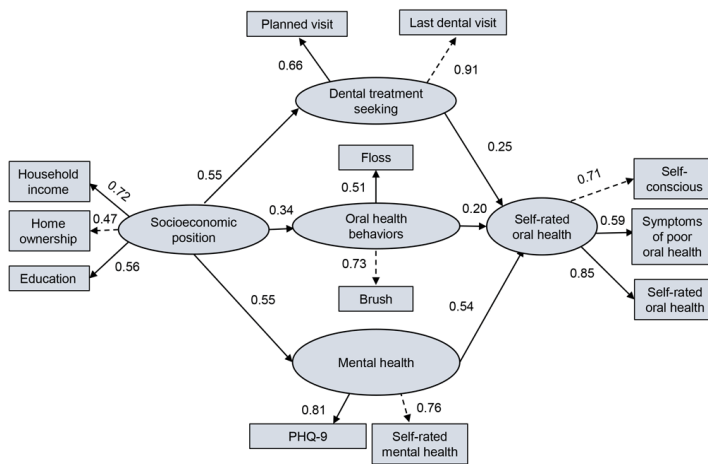 Planned visit
Last dental visit
0.66
0.91
Dental treatment
seeking
0.55
0.25
Floss
0.51
Household
income
0.72
Home
ownership
0.47
Education
0.56
Socioeconomic
position
0.34
Oral health
behaviors
0.20
Self-rated
oral health
0.71
Self-
conscious
0.59
Symptoms
of poor
oral health
0.85
Self-rated
oral health
0.73
Brush
0.55
0.54
Mental health
0.81
0.76
PHQ-9
Self-rated
mental health